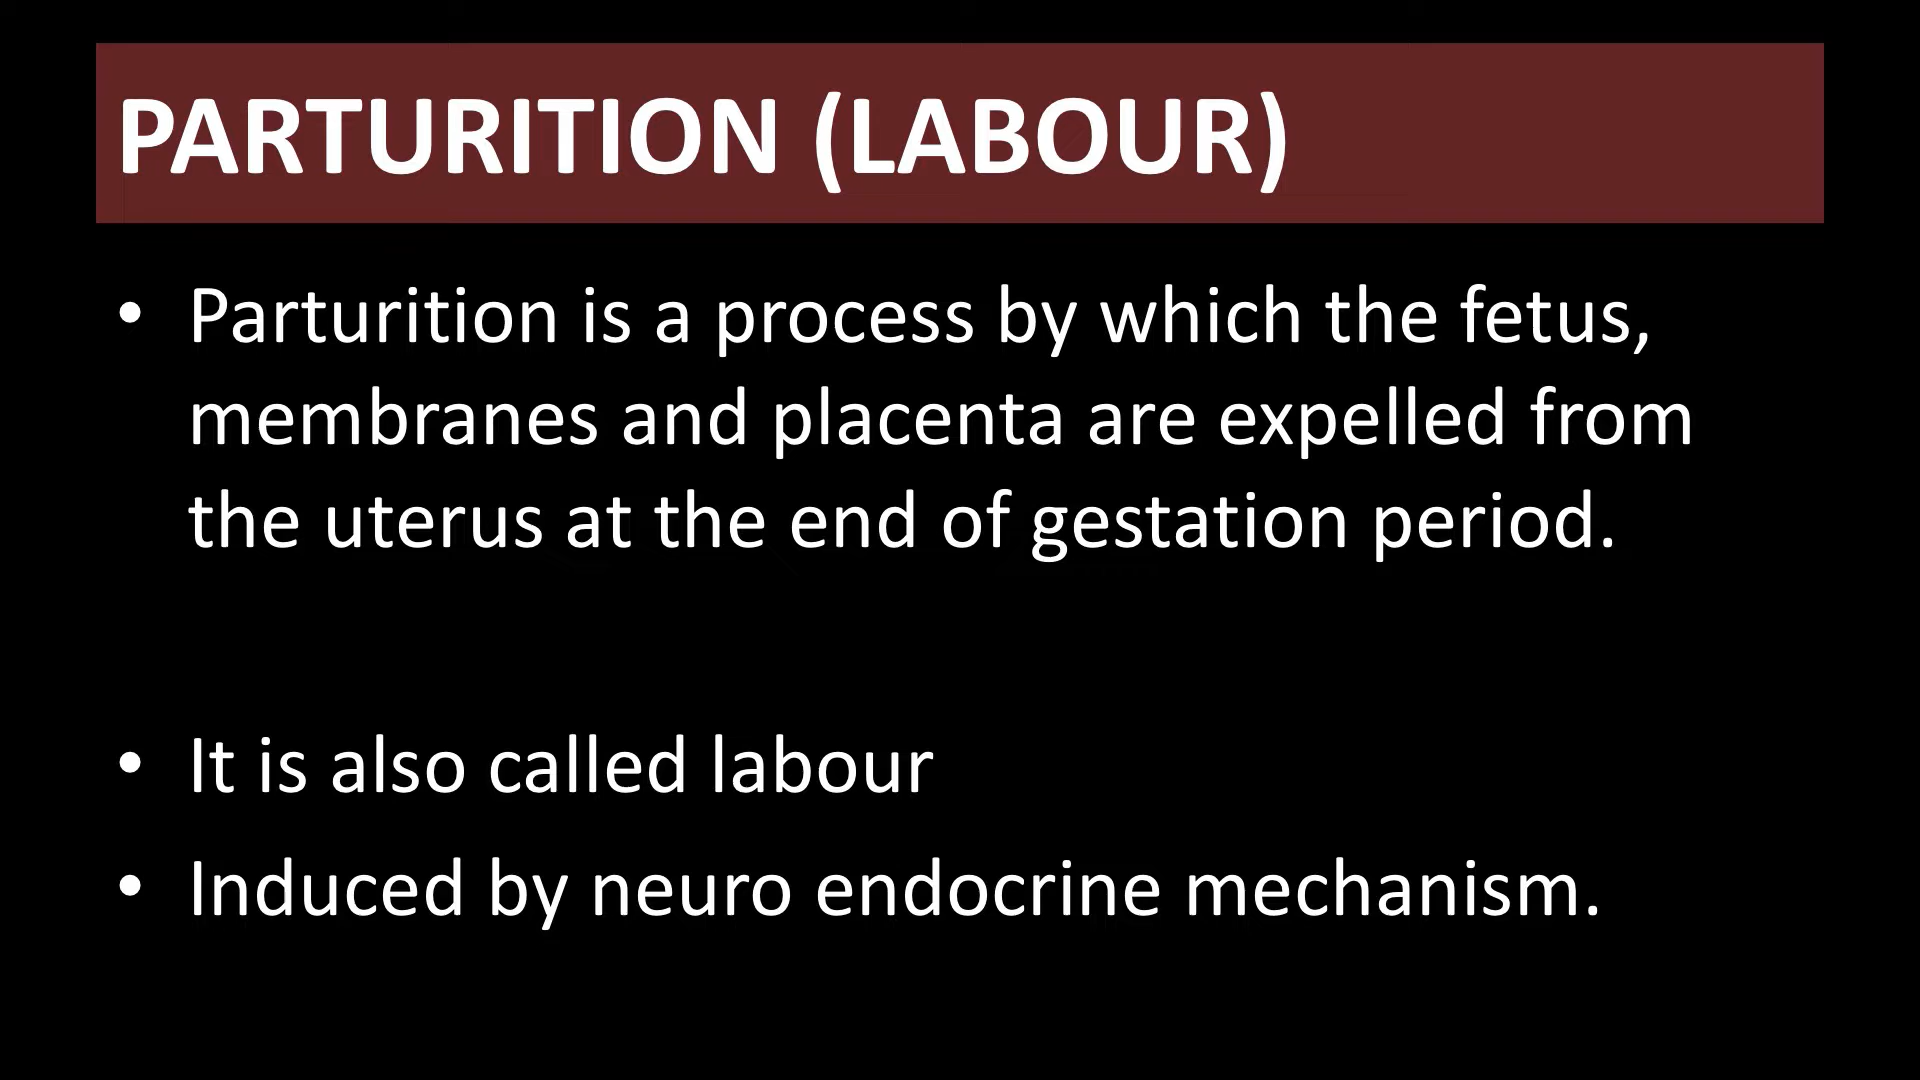 PARTURITION (LABOUR)
• Parturition is a process by which the fetus,
membranes and placenta are expelled from
the uterus at the end of gestation period.
• It is also called labour
• Induced by neuro endocrine mechanism.